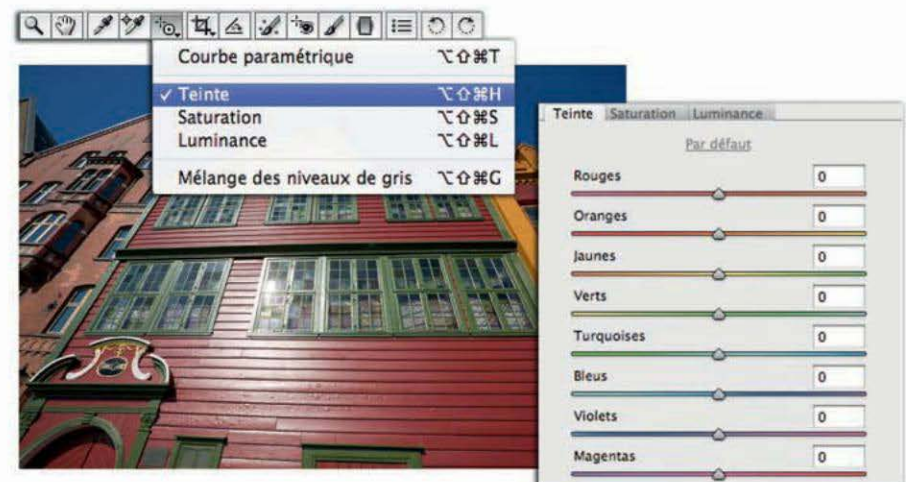 Courbe paramétrique ⌥⇧⌘T
✓ Teinte ⌥⇧⌘H
Saturation ⌥⇧⌘S
Luminance ⌥⇧⌘L
Mélange des niveaux de gris ⌥⇧⌘G
Teinte Saturation Luminance
Par défaut
Rouges 0
Oranges 0
Jaunes 0
Verts 0
Turquoises 0
Bleus 0
Violets 0
Magentas 0